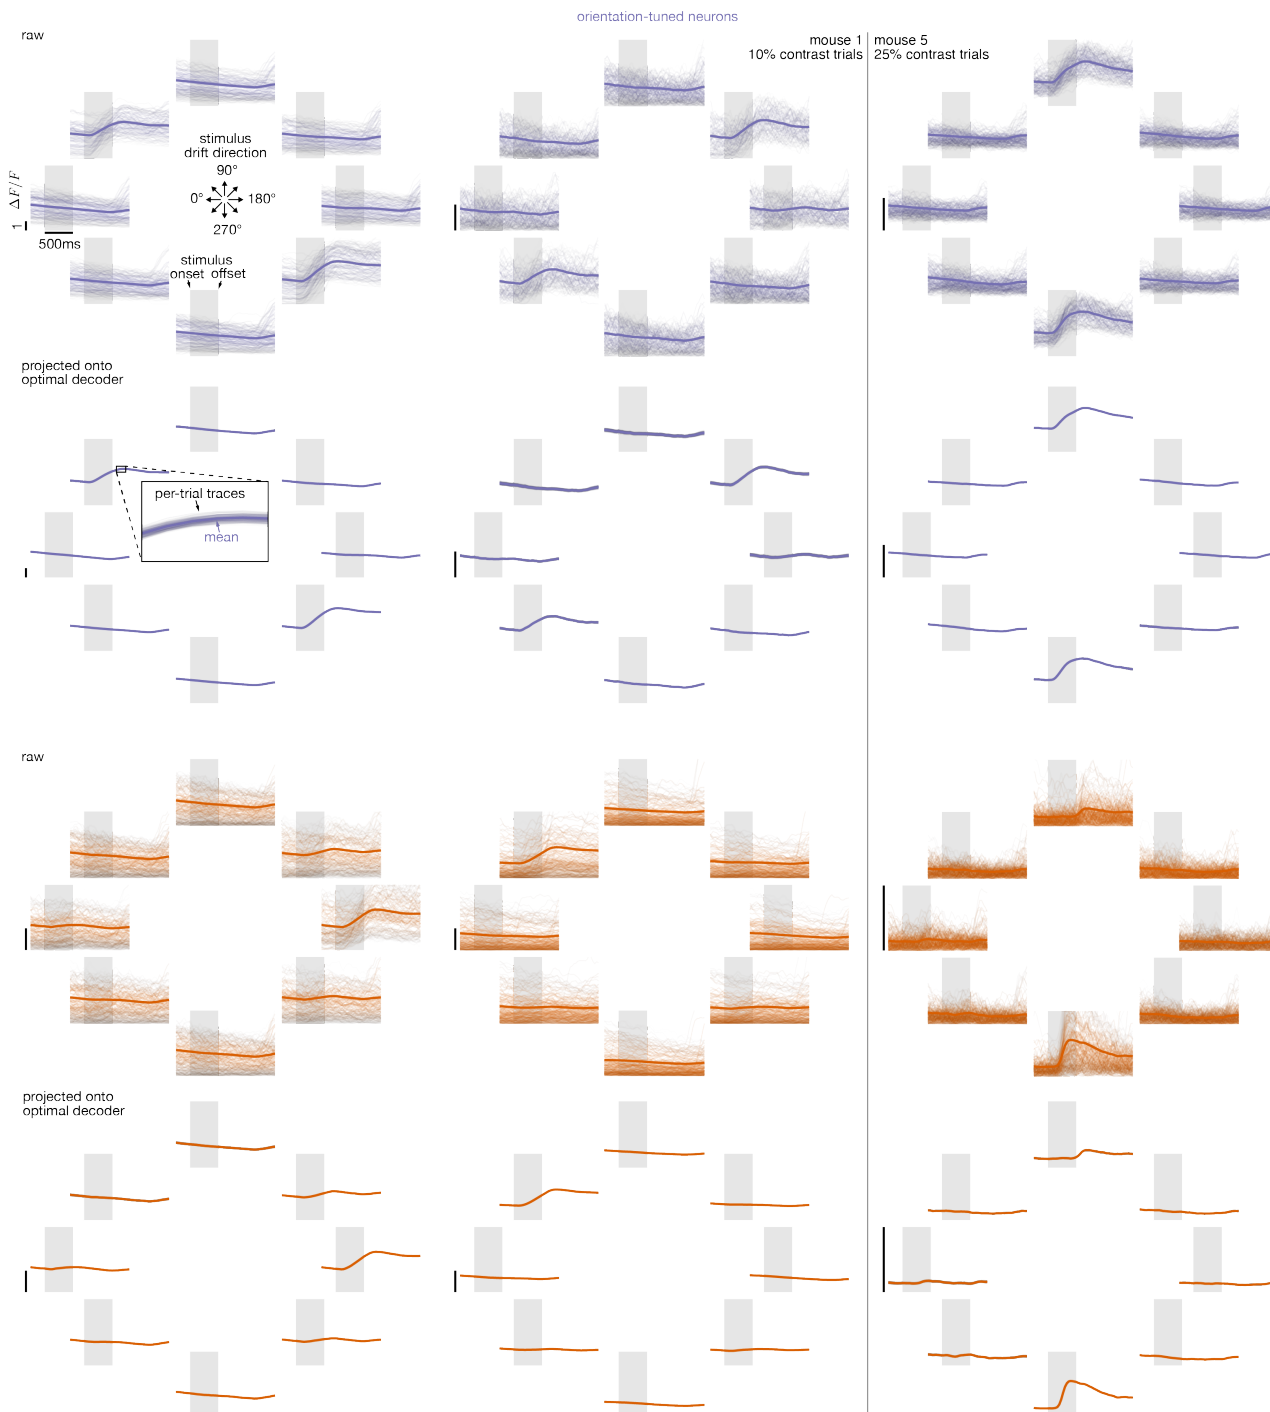 orientation-tuned neurons
raw
mouse 1
10% contrast trials
mouse 5
25% contrast trials
stimulus
drift direction
90°
0°
180°
270°
1 ΔF/F
500ms
stimulus
onset offset
projected onto
optimal decoder
per-trial traces
mean
raw
projected onto
optimal decoder